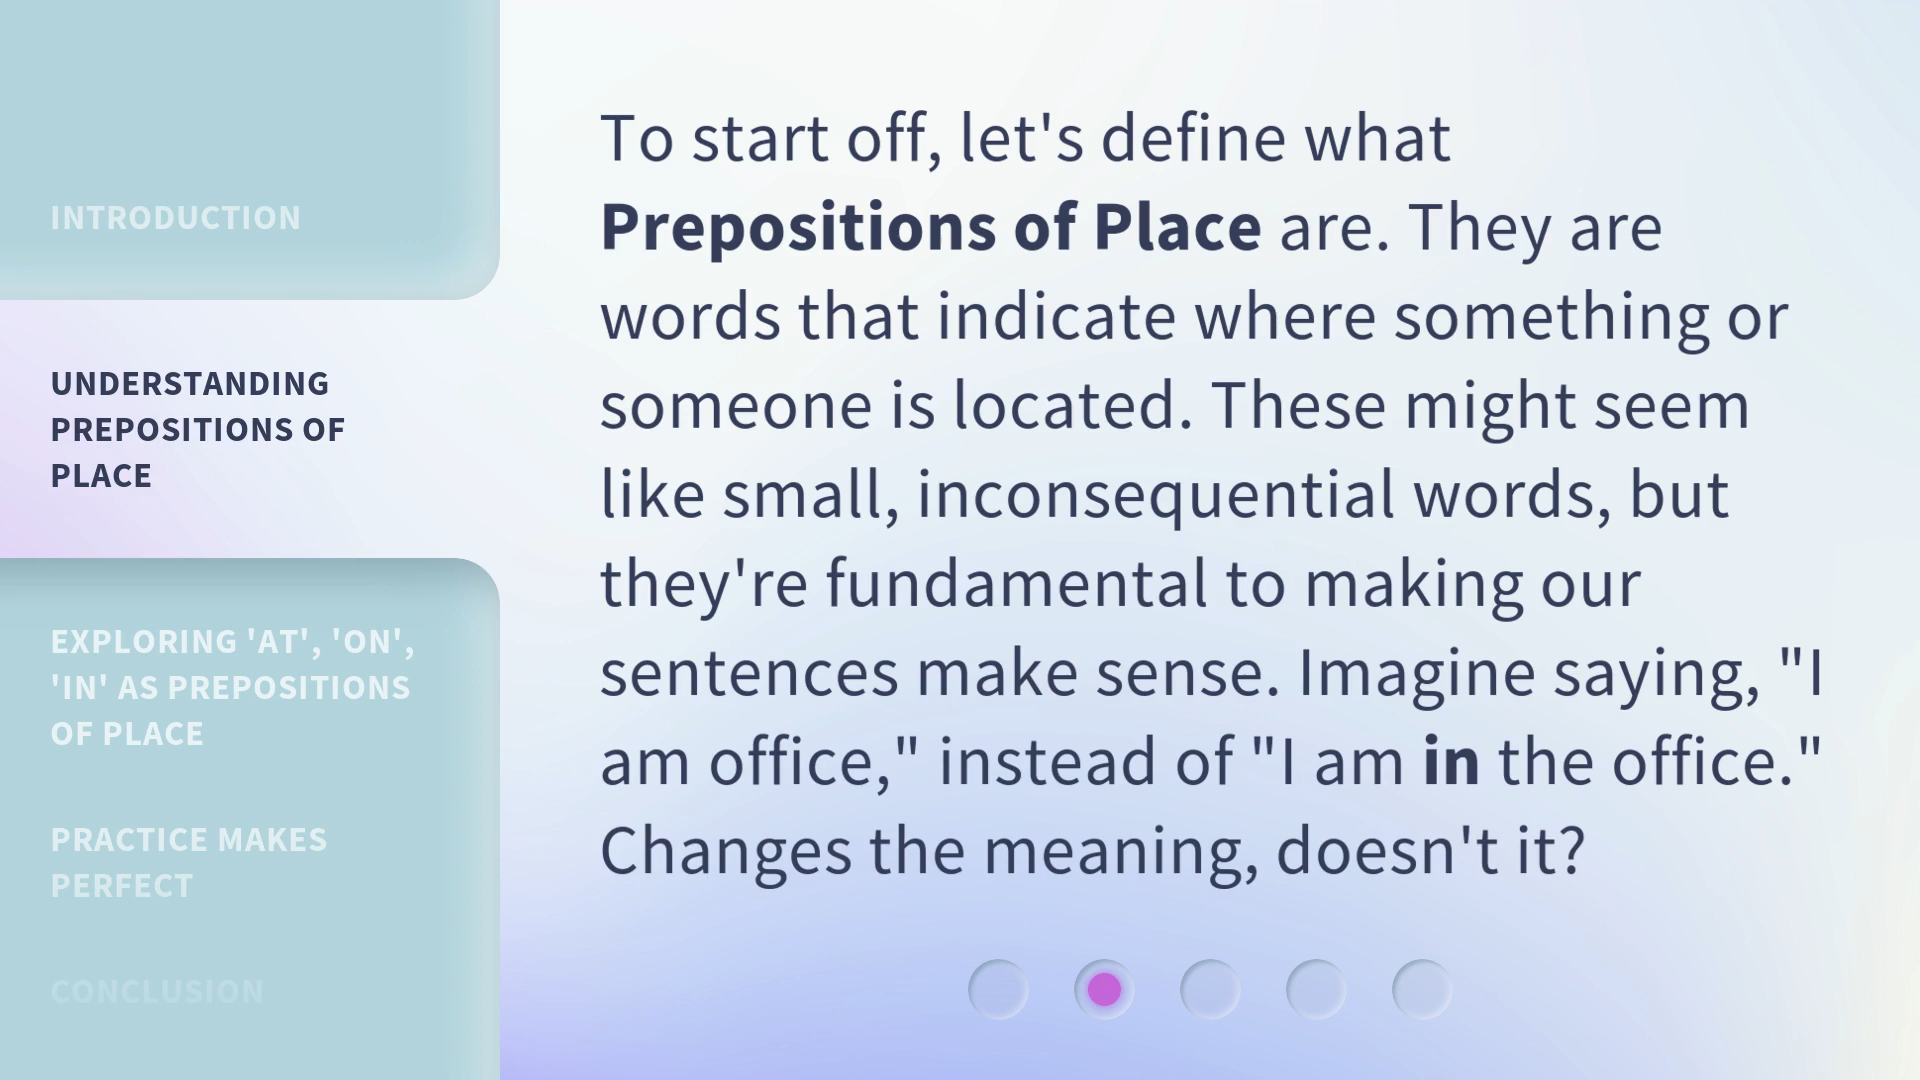 INTRODUCTION
UNDERSTANDING
PREPOSITIONS OF
PLACE
EXPLORING 'AT', 'ON',
'IN' AS PREPOSITIONS
OF PLACE
PRACTICE MAKES
PERFECT
CONCLUSION
To start off, let's define what
Prepositions of Place are. They are
words that indicate where something or
someone is located. These might seem
like small, inconsequential words, but
they're fundamental to making our
sentences make sense. Imagine saying, "I
am office," instead of "I am in the office."
Changes the meaning, doesn't it?